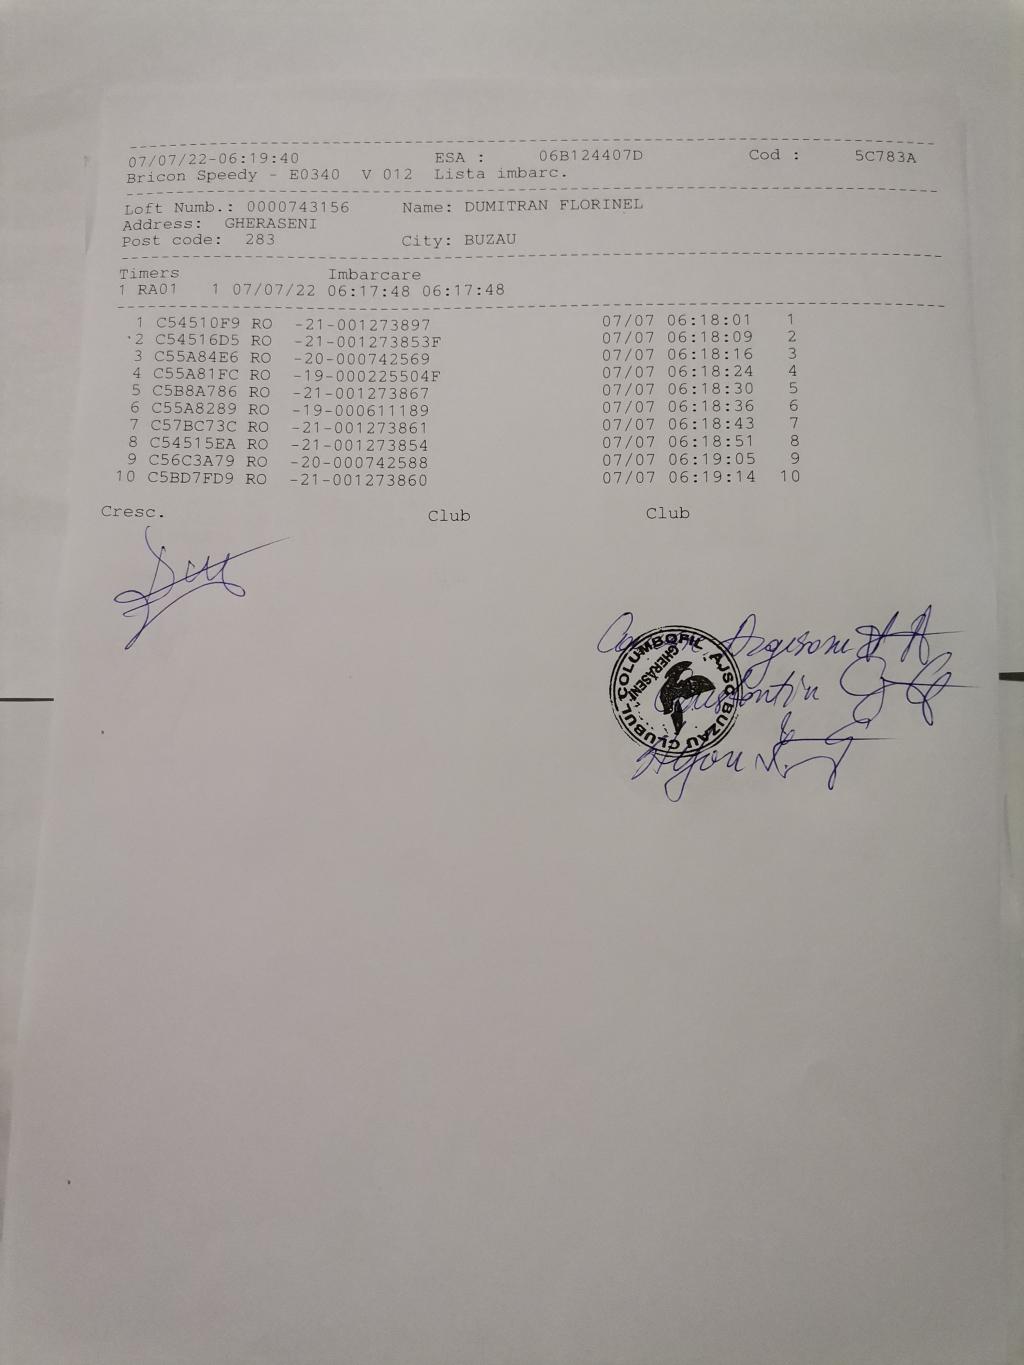 07/07/22-06:19:40 ESA : 06B124407D Cod : 5C783A
Bricon Speedy - E0340 V 012 Lista imbarc.
Loft Numb.: 0000743156 Name: DUMITRAN FLORINEL
Address: GHERASENI
Post code: 283 City: BUZAU
Timers Imbarcare
1 RA01 1 07/07/22 06:17:48 06:17:48
1 C54510F9 RO -21-001273897 07/07 06:18:01 1
2 C54516D5 RO -21-001273853F 07/07 06:18:09 2
3 C55A84E6 RO -20-000742569 07/07 06:18:16 3
4 C55A81FC RO -19-000225504F 07/07 06:18:24 4
5 C5B8A786 RO -21-001273867 07/07 06:18:30 5
6 C55A8289 RO -19-000611189 07/07 06:18:36 6
7 C57BC73C RO -21-001273861 07/07 06:18:43 7
8 C54515EA RO -21-001273854 07/07 06:18:51 8
9 C56C3A79 RO -20-000742588 07/07 06:19:05 9
10 C5BD7FD9 RO -21-001273860 07/07 06:19:14 10
Cresc. Club Club
CLUBUL COLUMBOFIL AJSC BUZAU
GHERĂSENI